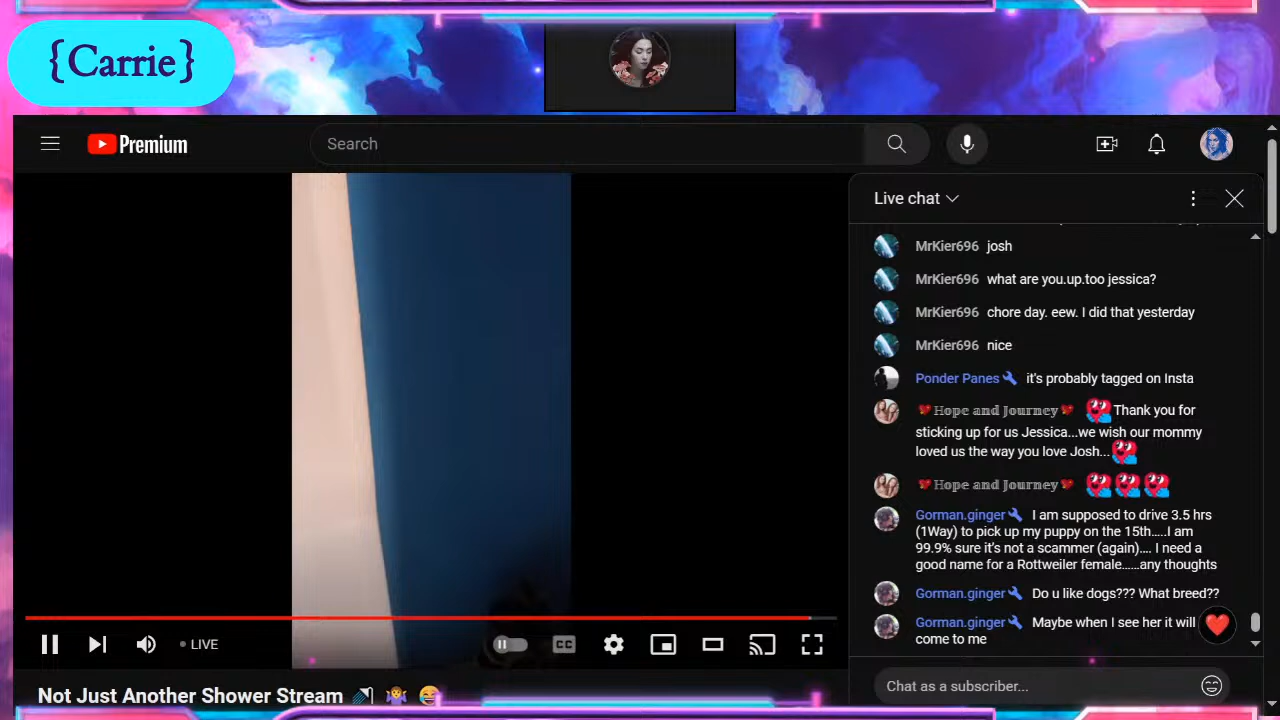 {Carrie}
Premium
Search
Live chat
MrKier696 josh
MrKier696 what are you.up.too jessica?
MrKier696 chore day. eew. I did that yesterday
MrKier696 nice
Ponder Panes it's probably tagged on Insta
ℍ𝕠𝕡𝕖 𝕒𝕟𝕕 𝕁𝕠𝕦𝕣𝕟𝕖𝕪 Thank you for
sticking up for us Jessica...we wish our mommy
loved us the way you love Josh...
ℍ𝕠𝕡𝕖 𝕒𝕟𝕕 𝕁𝕠𝕦𝕣𝕟𝕖𝕪
Gorman.ginger I am supposed to drive 3.5 hrs
(1Way) to pick up my puppy on the 15th.....I am
99.9% sure it's not a scammer (again).... I need a
good name for a Rottweiler female......any thoughts
Gorman.ginger Do u like dogs??? What breed??
Gorman.ginger Maybe when I see her it will
come to me
LIVE
CC
Chat as a subscriber...
Not Just Another Shower Stream 🚿 🤷‍♀️ 😂